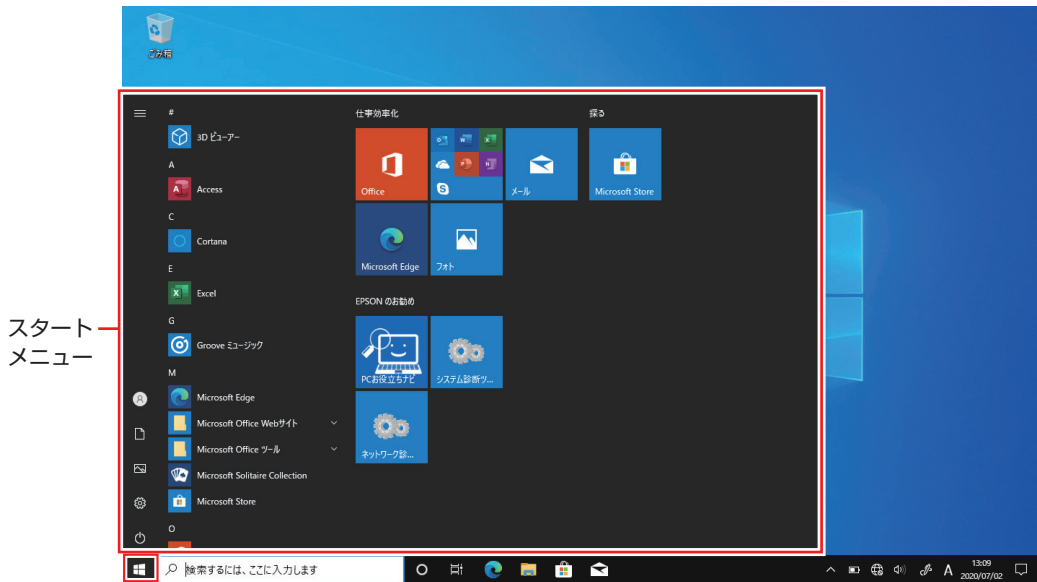 ごみ箱
スタート
メニュー
#
3D ビューアー
A
Access
C
Cortana
E
Excel
G
Groove ミュージック
M
Microsoft Edge
Microsoft Office Webサイト
Microsoft Office ツール
Microsoft Solitaire Collection
Microsoft Store
O
仕事効率化
Office
メール
Microsoft Edge
フォト
EPSON のお勧め
PCお役立ちナビ
システム診断ツ...
ネットワーク診...
探る
Microsoft Store
検索するには、ここに入力します
A
13:09
2020/07/02